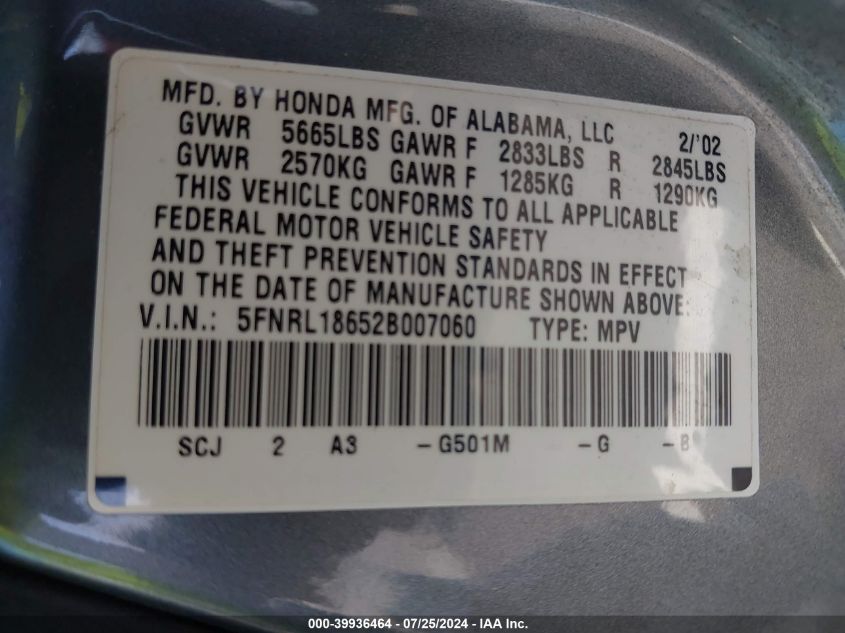 MFD. BY HONDA MFG. OF ALABAMA, LLC 2/'02
GVWR 5665LBS GAWR F 2833LBS R 2845LBS
GVWR 2570KG GAWR F 1285KG R 1290KG
THIS VEHICLE CONFORMS TO ALL APPLICABLE
FEDERAL MOTOR VEHICLE SAFETY
AND THEFT PREVENTION STANDARDS IN EFFECT
ON THE DATE OF MANUFACTURE SHOWN ABOVE:
V.I.N.: 5FNRL18652B007060 TYPE: MPV
SCJ 2 A3 -G501M -G -B
000-39936464 - 07/25/2024 - IAA Inc.